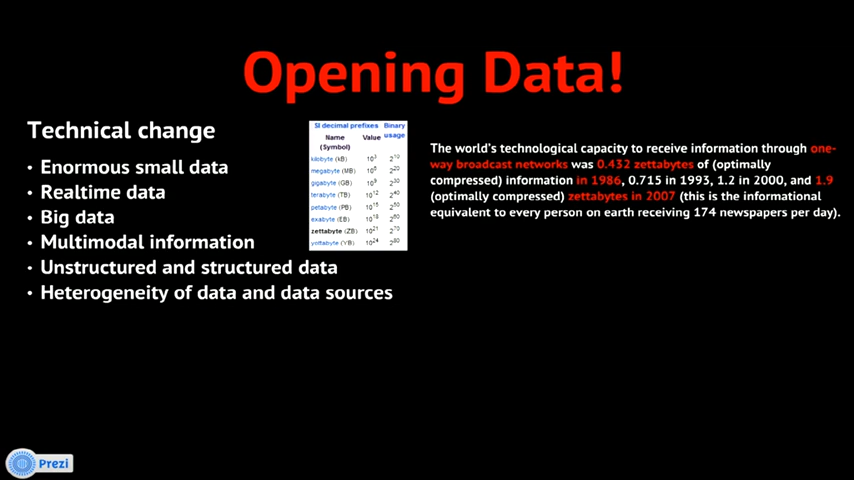 Opening Data!
Technical change
• Enormous small data
• Realtime data
• Big data
• Multimodal information
• Unstructured and structured data
• Heterogeneity of data and data sources
SI decimal prefixes Binary usage
Name (Symbol) Value
kilobyte (kB) 10³ 2¹⁰
megabyte (MB) 10⁶ 2²⁰
gigabyte (GB) 10⁹ 2³⁰
terabyte (TB) 10¹² 2⁴⁰
petabyte (PB) 10¹⁵ 2⁵⁰
exabyte (EB) 10¹⁸ 2⁶⁰
zettabyte (ZB) 10²¹ 2⁷⁰
yottabyte (YB) 10²⁴ 2⁸⁰
The world's technological capacity to receive information through one-
way broadcast networks was 0.432 zettabytes of (optimally
compressed) information in 1986, 0.715 in 1993, 1.2 in 2000, and 1.9
(optimally compressed) zettabytes in 2007 (this is the informational
equivalent to every person on earth receiving 174 newspapers per day).
Prezi